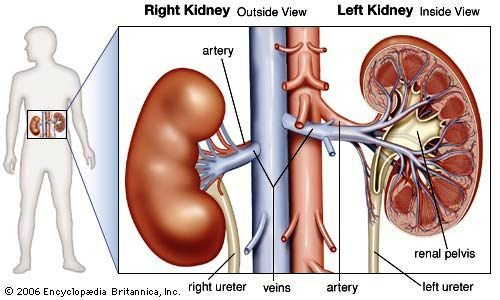 Right Kidney Outside View
Left Kidney Inside View
artery
renal pelvis
right ureter
veins
artery
left ureter
© 2006 Encyclopædia Britannica, Inc.